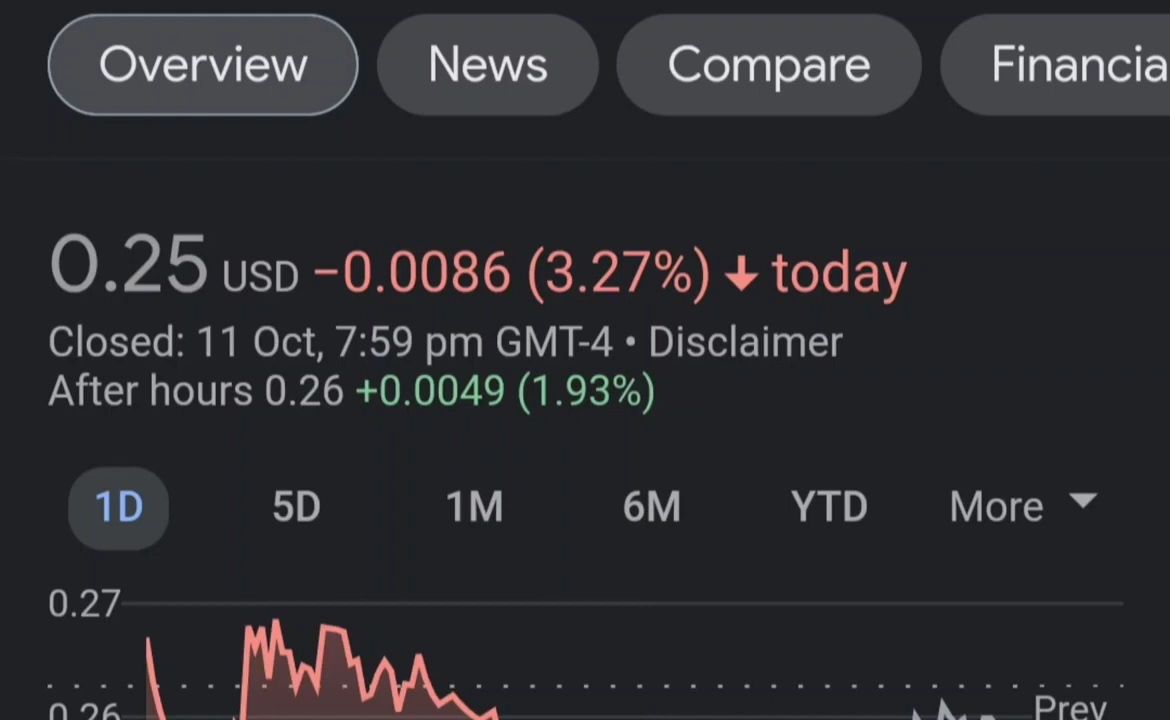 Overview News Compare Financia
0.25 USD −0.0086 (3.27%) ↓ today
Closed: 11 Oct, 7:59 pm GMT-4 • Disclaimer
After hours 0.26 +0.0049 (1.93%)
1D 5D 1M 6M YTD More
0.27
0.26 Prev